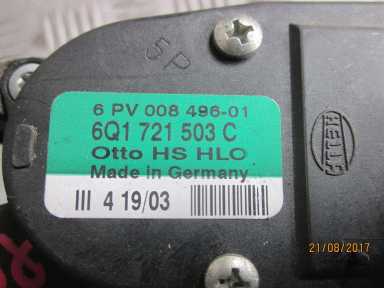 5P
6 PV 008 496-01
6Q1 721 503 C
Otto HS HLO
Made in Germany
III 4 19/03
HELLA
21/08/2017